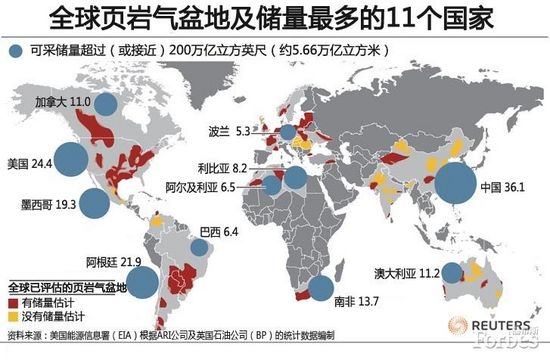 全球页岩气盆地及储量最多的11个国家
可采储量超过（或接近）200万亿立方英尺（约5.66万亿立方米）
加拿大 11.0
波兰 5.3
美国 24.4
利比亚 8.2
阿尔及利亚 6.5
中国 36.1
墨西哥 19.3
巴西 6.4
阿根廷 21.9
澳大利亚 11.2
南非 13.7
全球已评估的页岩气盆地
有储量估计
没有储量估计
REUTERS
资料来源：美国能源信息署（EIA）根据ARI公司及英国石油公司（BP）的统计数据编制
Forbes